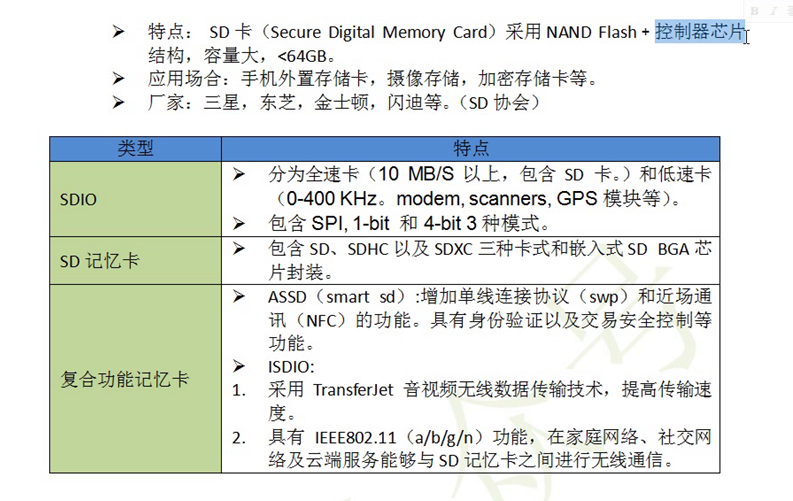 ➢ 特点： SD 卡（Secure Digital Memory Card）采用 NAND Flash + 控制器芯片
结构，容量大，<64GB。
➢ 应用场合：手机外置存储卡，摄像存储，加密存储卡等。
➢ 厂家：三星，东芝，金士顿，闪迪等。（SD 协会）
类型 特点
SDIO
➢ 分为全速卡（10 MB/S 以上，包含 SD 卡。）和低速卡
（0-400 KHz。modem, scanners, GPS 模块等）。
➢ 包含 SPI, 1-bit 和 4-bit 3 种模式。
SD 记忆卡
➢ 包含 SD、SDHC 以及 SDXC 三种卡式和嵌入式 SD BGA 芯
片封装。
复合功能记忆卡
➢ ASSD（smart sd）:增加单线连接协议（swp）和近场通
讯（NFC）的功能。具有身份验证以及交易安全控制等
功能。
➢ ISDIO:
1. 采用 TransferJet 音视频无线数据传输技术，提高传输速
度。
2. 具有 IEEE802.11（a/b/g/n）功能，在家庭网络、社交网
络及云端服务能够与 SD 记忆卡之间进行无线通信。